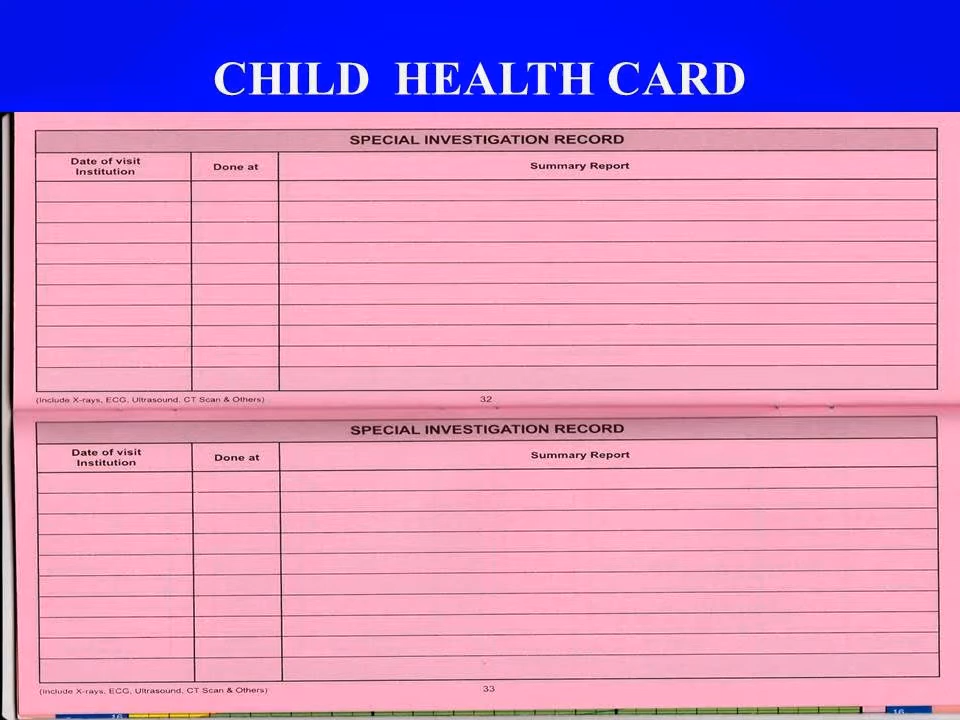 CHILD HEALTH CARD
SPECIAL INVESTIGATION RECORD
Date of visit
Institution
Done at
Summary Report
(Include X-rays, ECG, Ultrasound. CT Scan & Others)
32
SPECIAL INVESTIGATION RECORD
Date of visit
Institution
Done at
Summary Report
(Include X-rays, ECG, Ultrasound, CT Scan & Others)
33
16
16